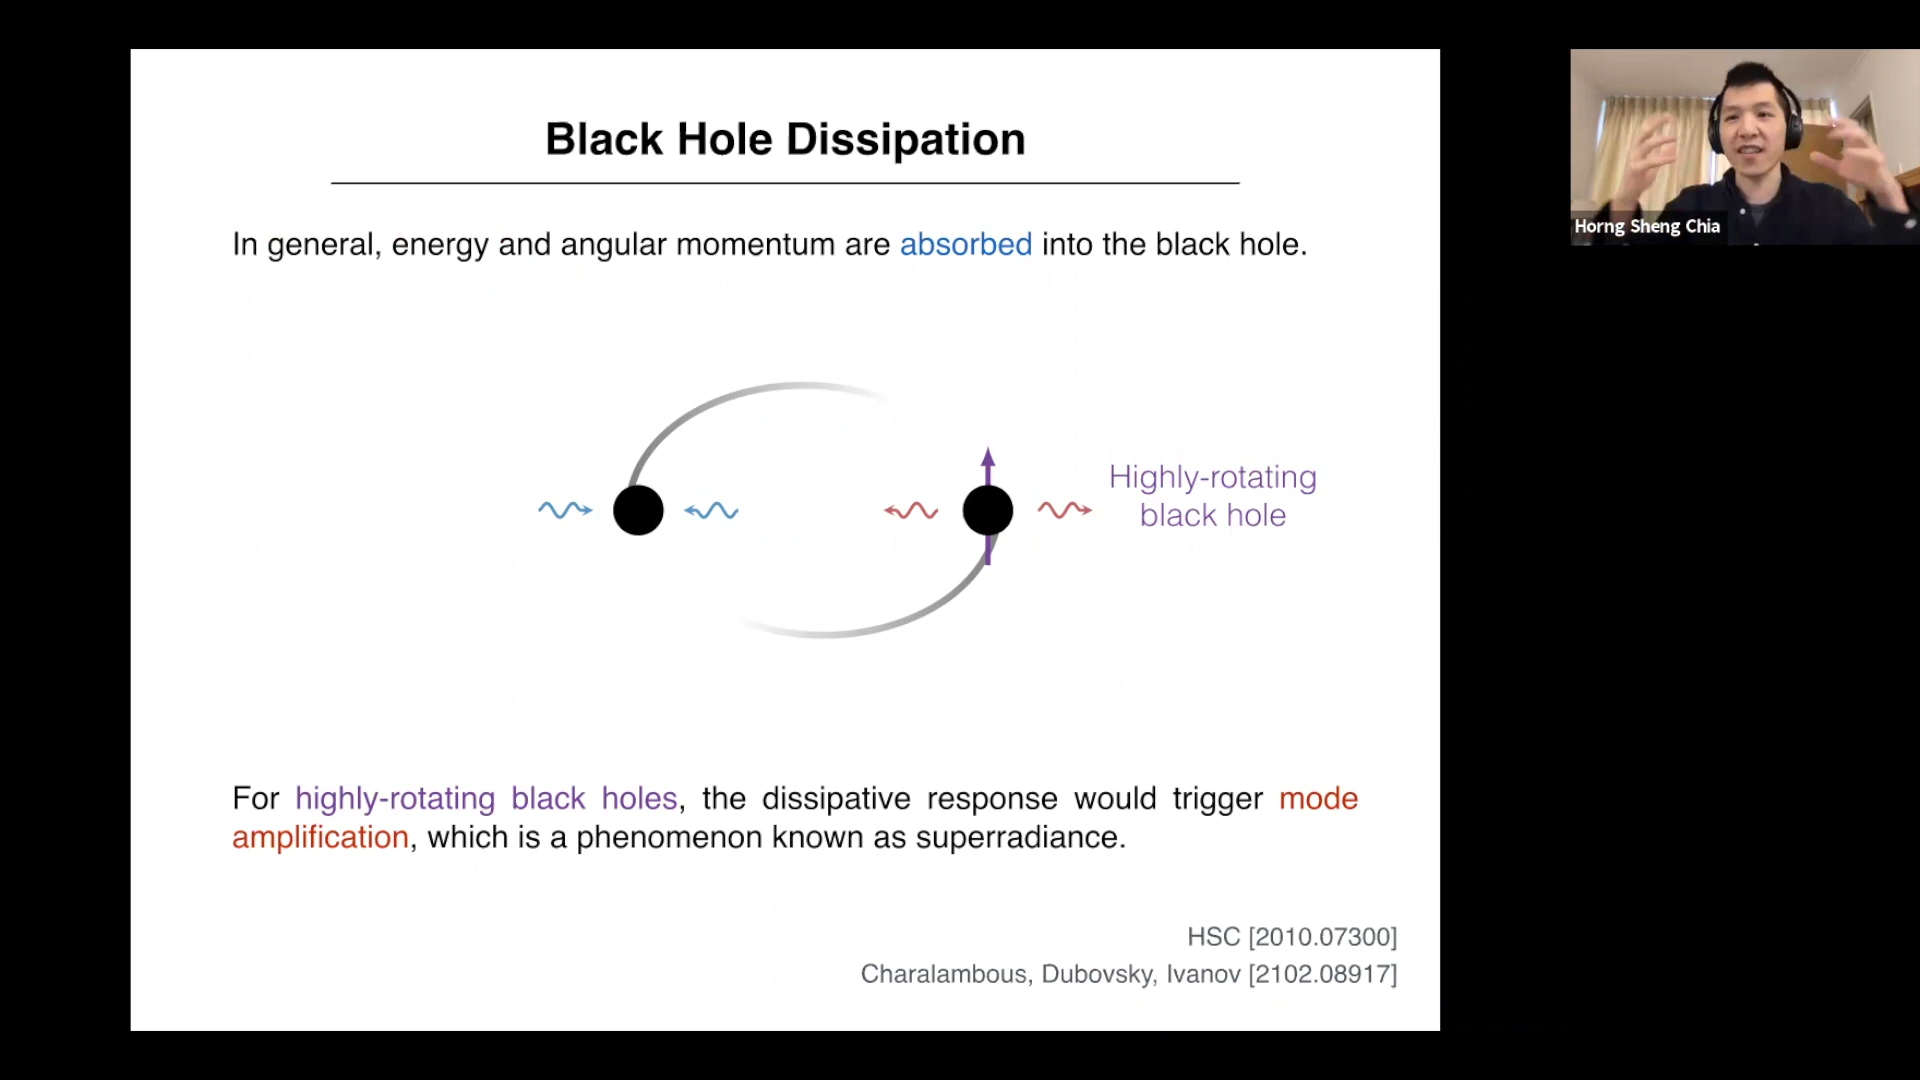 Black Hole Dissipation
In general, energy and angular momentum are absorbed into the black hole.
Highly-rotating
black hole
For highly-rotating black holes, the dissipative response would trigger mode
amplification, which is a phenomenon known as superradiance.
HSC [2010.07300]
Charalambous, Dubovsky, Ivanov [2102.08917]
Horng Sheng Chia